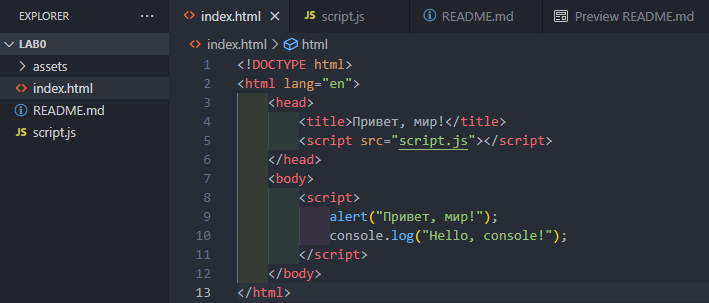 EXPLORER ···
index.html × script.js README.md Preview README.md
LAB0
assets
index.html
README.md
script.js
index.html > html
1 <!DOCTYPE html>
2 <html lang="en">
3 <head>
4 <title>Привет, мир!</title>
5 <script src="script.js"></script>
6 </head>
7 <body>
8 <script>
9 alert("Привет, мир!");
10 console.log("Hello, console!");
11 </script>
12 </body>
13 </html>